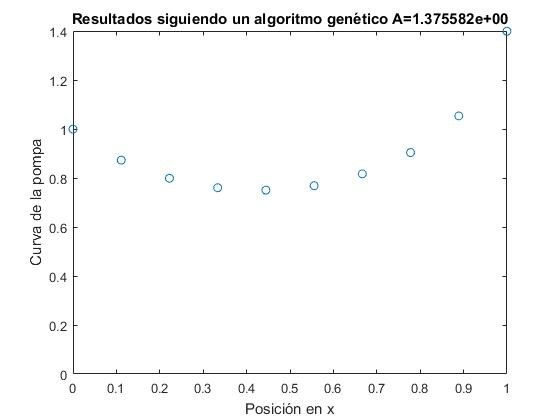 Resultados siguiendo un algoritmo genético A=1.375582e+00
1.4
1.2
1
0.8
0.6
0.4
0.2
0
Curva de la pompa
0 0.1 0.2 0.3 0.4 0.5 0.6 0.7 0.8 0.9 1
Posición en x